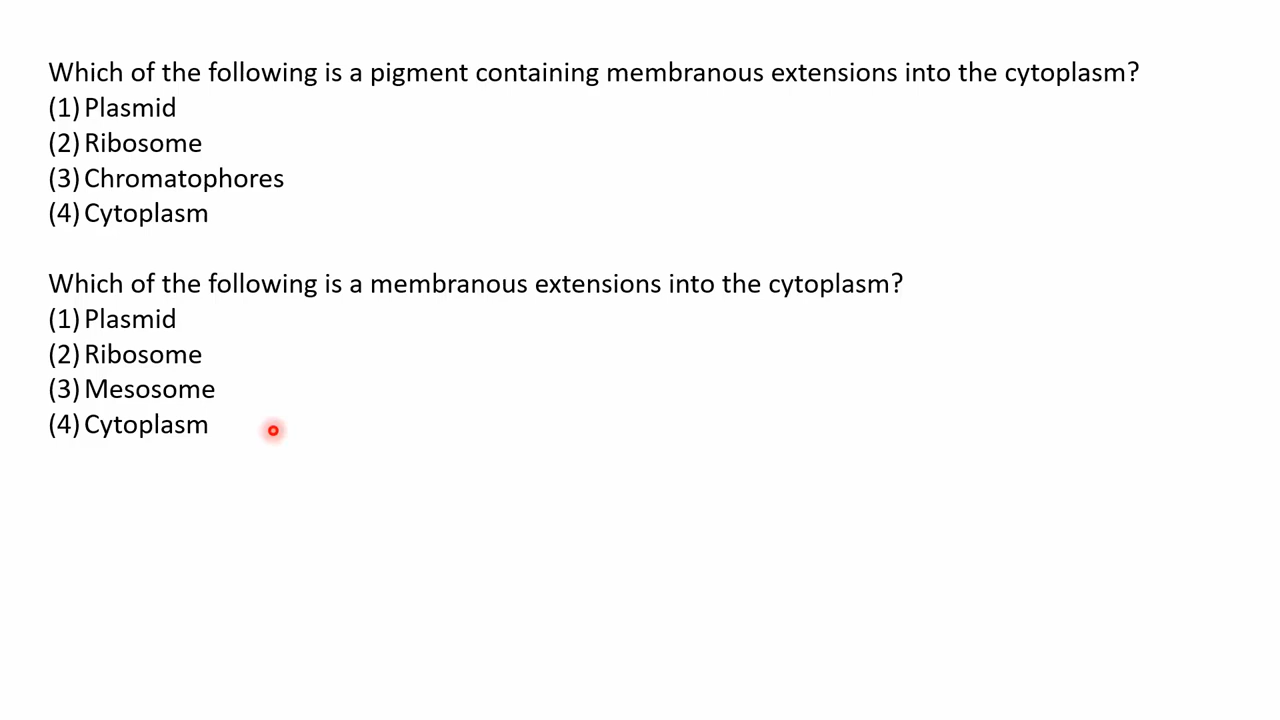 Which of the following is a pigment containing membranous extensions into the cytoplasm?
(1) Plasmid
(2) Ribosome
(3) Chromatophores
(4) Cytoplasm
Which of the following is a membranous extensions into the cytoplasm?
(1) Plasmid
(2) Ribosome
(3) Mesosome
(4) Cytoplasm